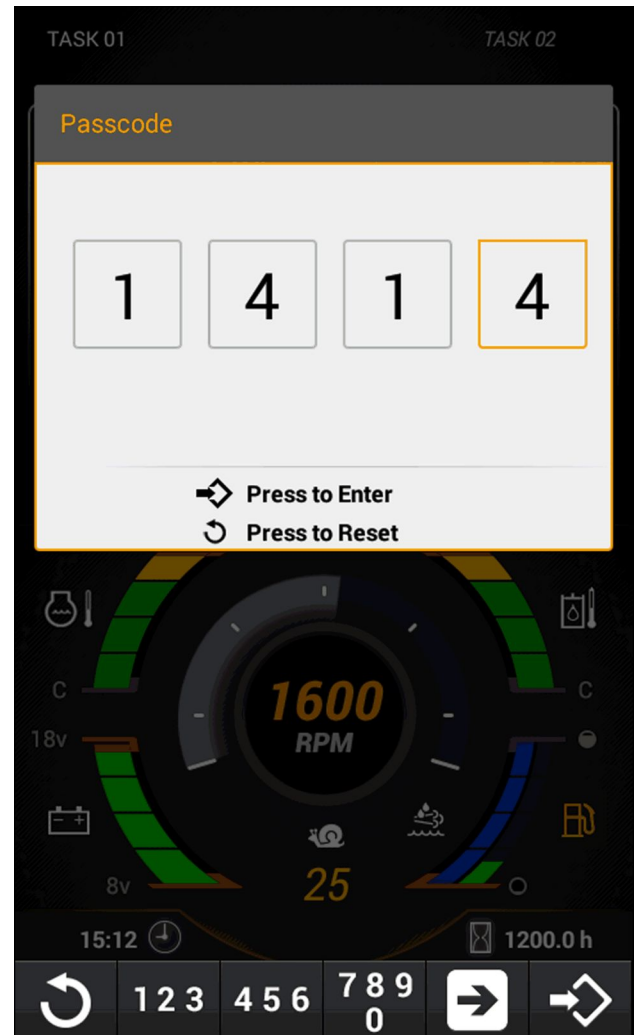 TASK 01 TASK 02
Passcode
1 4 1 4
Press to Enter
Press to Reset
C C
1600
RPM
18v
8v
25
15:12 1200.0 h
1 2 3 4 5 6 7 8 9
0